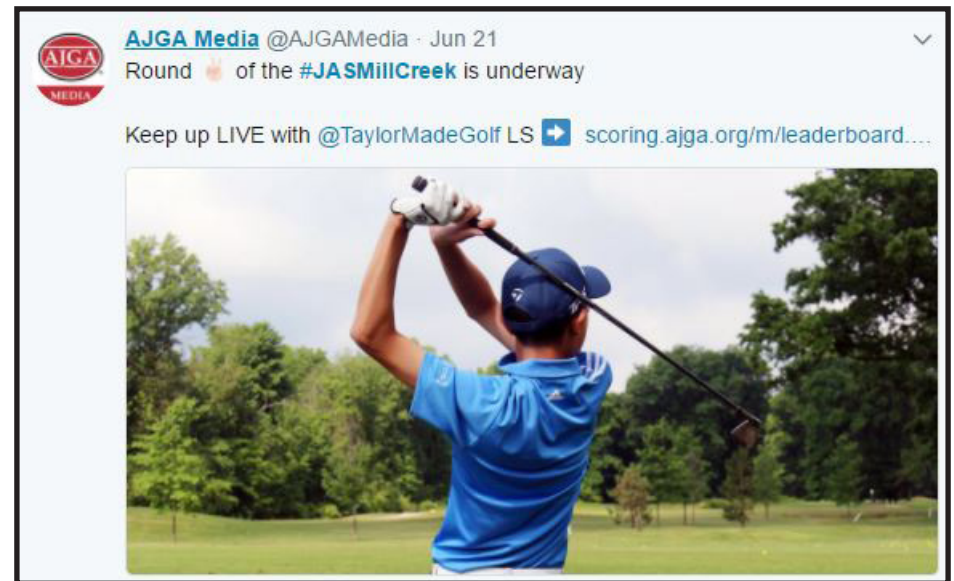 AJGA Media @AJGAMedia · Jun 21
Round ✌🏻 of the #JASMillCreek is underway
Keep up LIVE with @TaylorMadeGolf LS ➡️ scoring.ajga.org/m/leaderboard....
AJGA
MEDIA